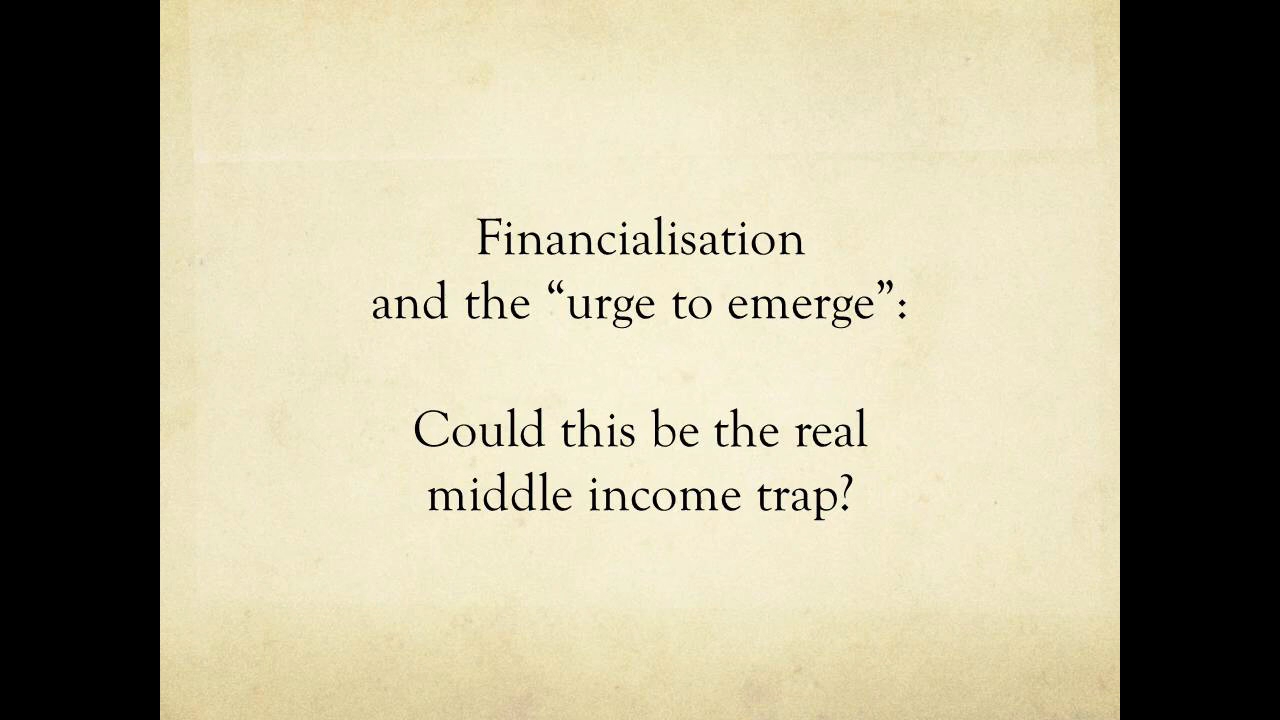 Financialisation
and the “urge to emerge”:
Could this be the real
middle income trap?